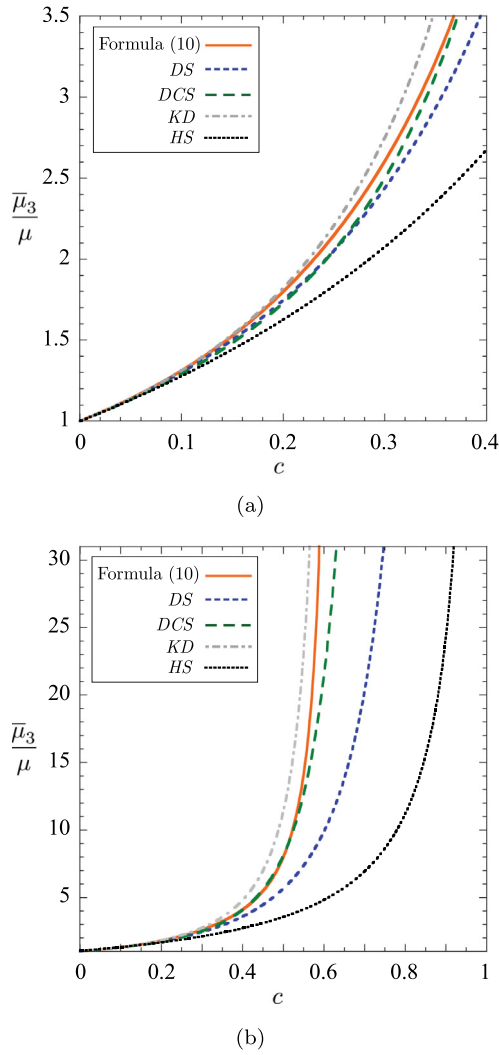 3.5
3
2.5
2
1.5
1
μ̅₃
μ
Formula (10)
DS
DCS
KD
HS
0 0.1 0.2 0.3 0.4
c
(a)
30
20
10
5
μ̅₃
μ
Formula (10)
DS
DCS
KD
HS
0 0.2 0.4 0.6 0.8 1
c
(b)